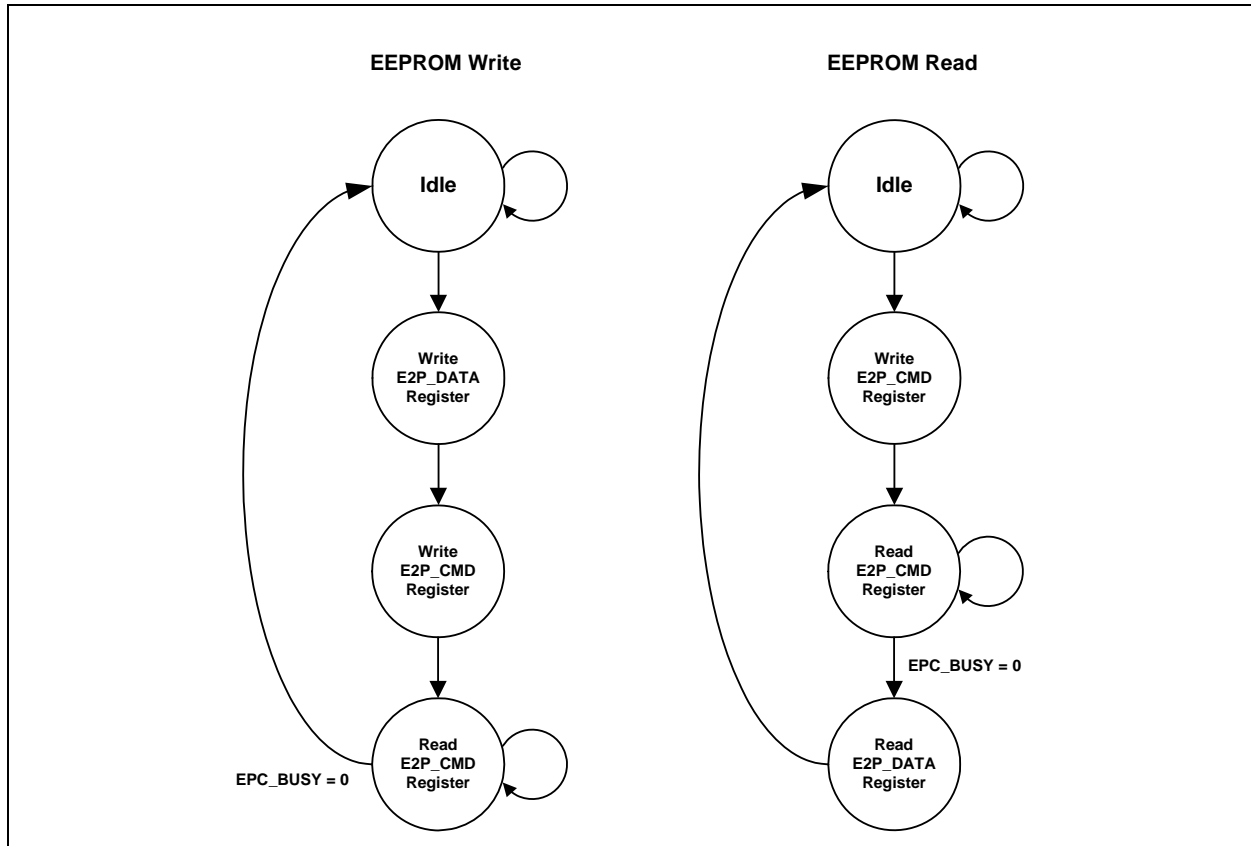 EEPROM Write
Idle
Write
E2P_DATA
Register
Write
E2P_CMD
Register
Read
E2P_CMD
Register
EPC_BUSY = 0
EEPROM Read
Idle
Write
E2P_CMD
Register
Read
E2P_CMD
Register
EPC_BUSY = 0
Read
E2P_DATA
Register